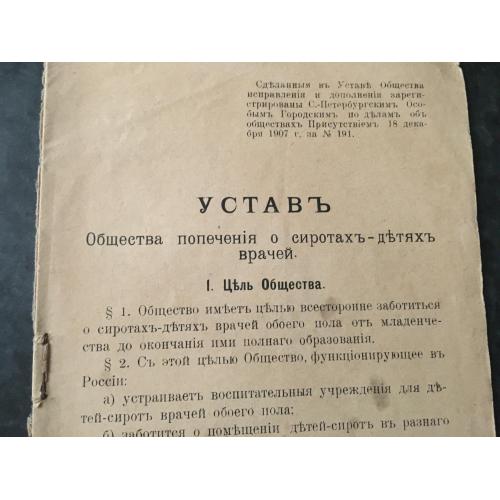 Сдѣланныя въ Уставѣ Общества
исправленія и дополненія зареги-
стрированы С.-Петербургскимъ Осо-
бымъ Городскимъ по дѣламъ объ
обществахъ Присутствіемъ 18 дека-
бря 1907 г. за № 191.
УСТАВЪ
Общества попеченія о сиротахъ-дѣтяхъ
врачей.
I. Цѣль Общества.
§ 1. Общество имѣетъ цѣлью всесторонне заботиться
о сиротахъ-дѣтяхъ врачей обоего пола отъ младенче-
ства до окончанія ими полнаго образованія.
§ 2. Съ этой цѣлью Общество, функціонирующее въ
Россіи:
а) устраиваетъ воспитательныя учрежденія для дѣ-
тей-сиротъ врачей обоего пола;
б) заботится о помѣщеніи дѣтей-сиротъ въ разнаго